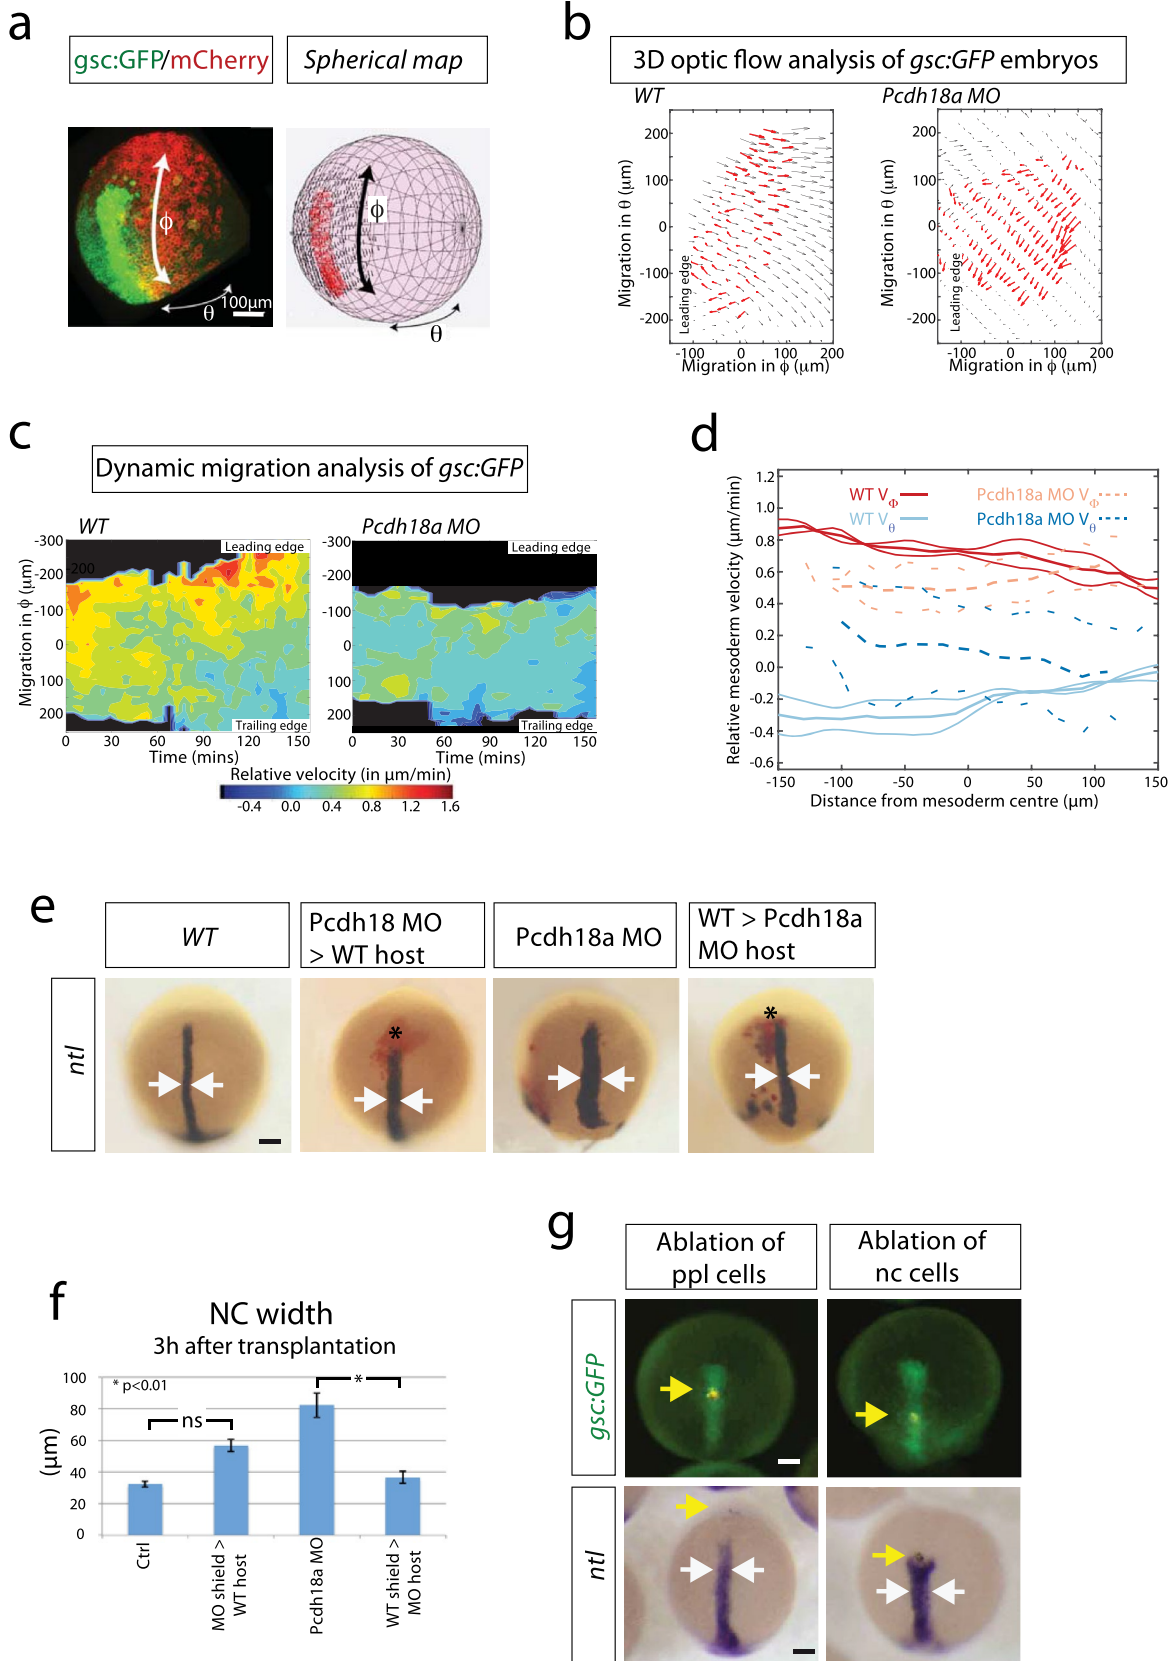 a
gsc:GFP/mCherry
Spherical map
ϕ
θ
100µm
ϕ
θ
b
3D optic flow analysis of gsc:GFP embryos
WT
Pcdh18a MO
Migration in θ (µm)
200
100
0
-100
-200
Leading edge
-100 0 100 200
Migration in ϕ (µm)
Migration in θ (µm)
200
100
0
-100
-200
Leading edge
-100 0 100 200
Migration in ϕ (µm)
c
Dynamic migration analysis of gsc:GFP
WT
Pcdh18a MO
Migration in ϕ (µm)
-300
-200
-100
0
100
200
200
Leading edge
Trailing edge
0 30 60 90 120 150
Time (mins)
-300
-200
-100
0
100
200
Leading edge
Trailing edge
0 30 60 90 120 150
Time (mins)
Relative velocity (in µm/min)
-0.4 0.0 0.4 0.8 1.2 1.6
d
Relative mesoderm velocity (µm/min)
1.2
1.0
0.8
0.6
0.4
0.2
0.0
-0.2
-0.4
-0.6
WT VΦ
WT Vθ
Pcdh18a MO VΦ
Pcdh18a MO Vθ
-150 -100 -50 0 50 100 150
Distance from mesoderm centre (µm)
e
WT
Pcdh18 MO
> WT host
Pcdh18a MO
WT > Pcdh18a
MO host
ntl
*
*
f
NC width
3h after transplantation
* p<0.01
ns
*
(µm)
100
80
60
40
20
0
Ctrl
MO shield >
WT host
Pcdh18a MO
WT shield >
MO host
g
Ablation of
ppl cells
Ablation of
nc cells
gsc:GFP
ntl